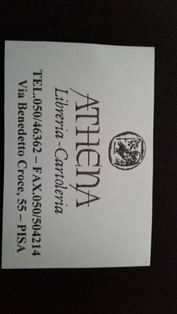 ATHENA
Libreria - Cartoleria
TEL.050/46362 – FAX.050/504214
Via Benedetto Croce, 55 – PISA